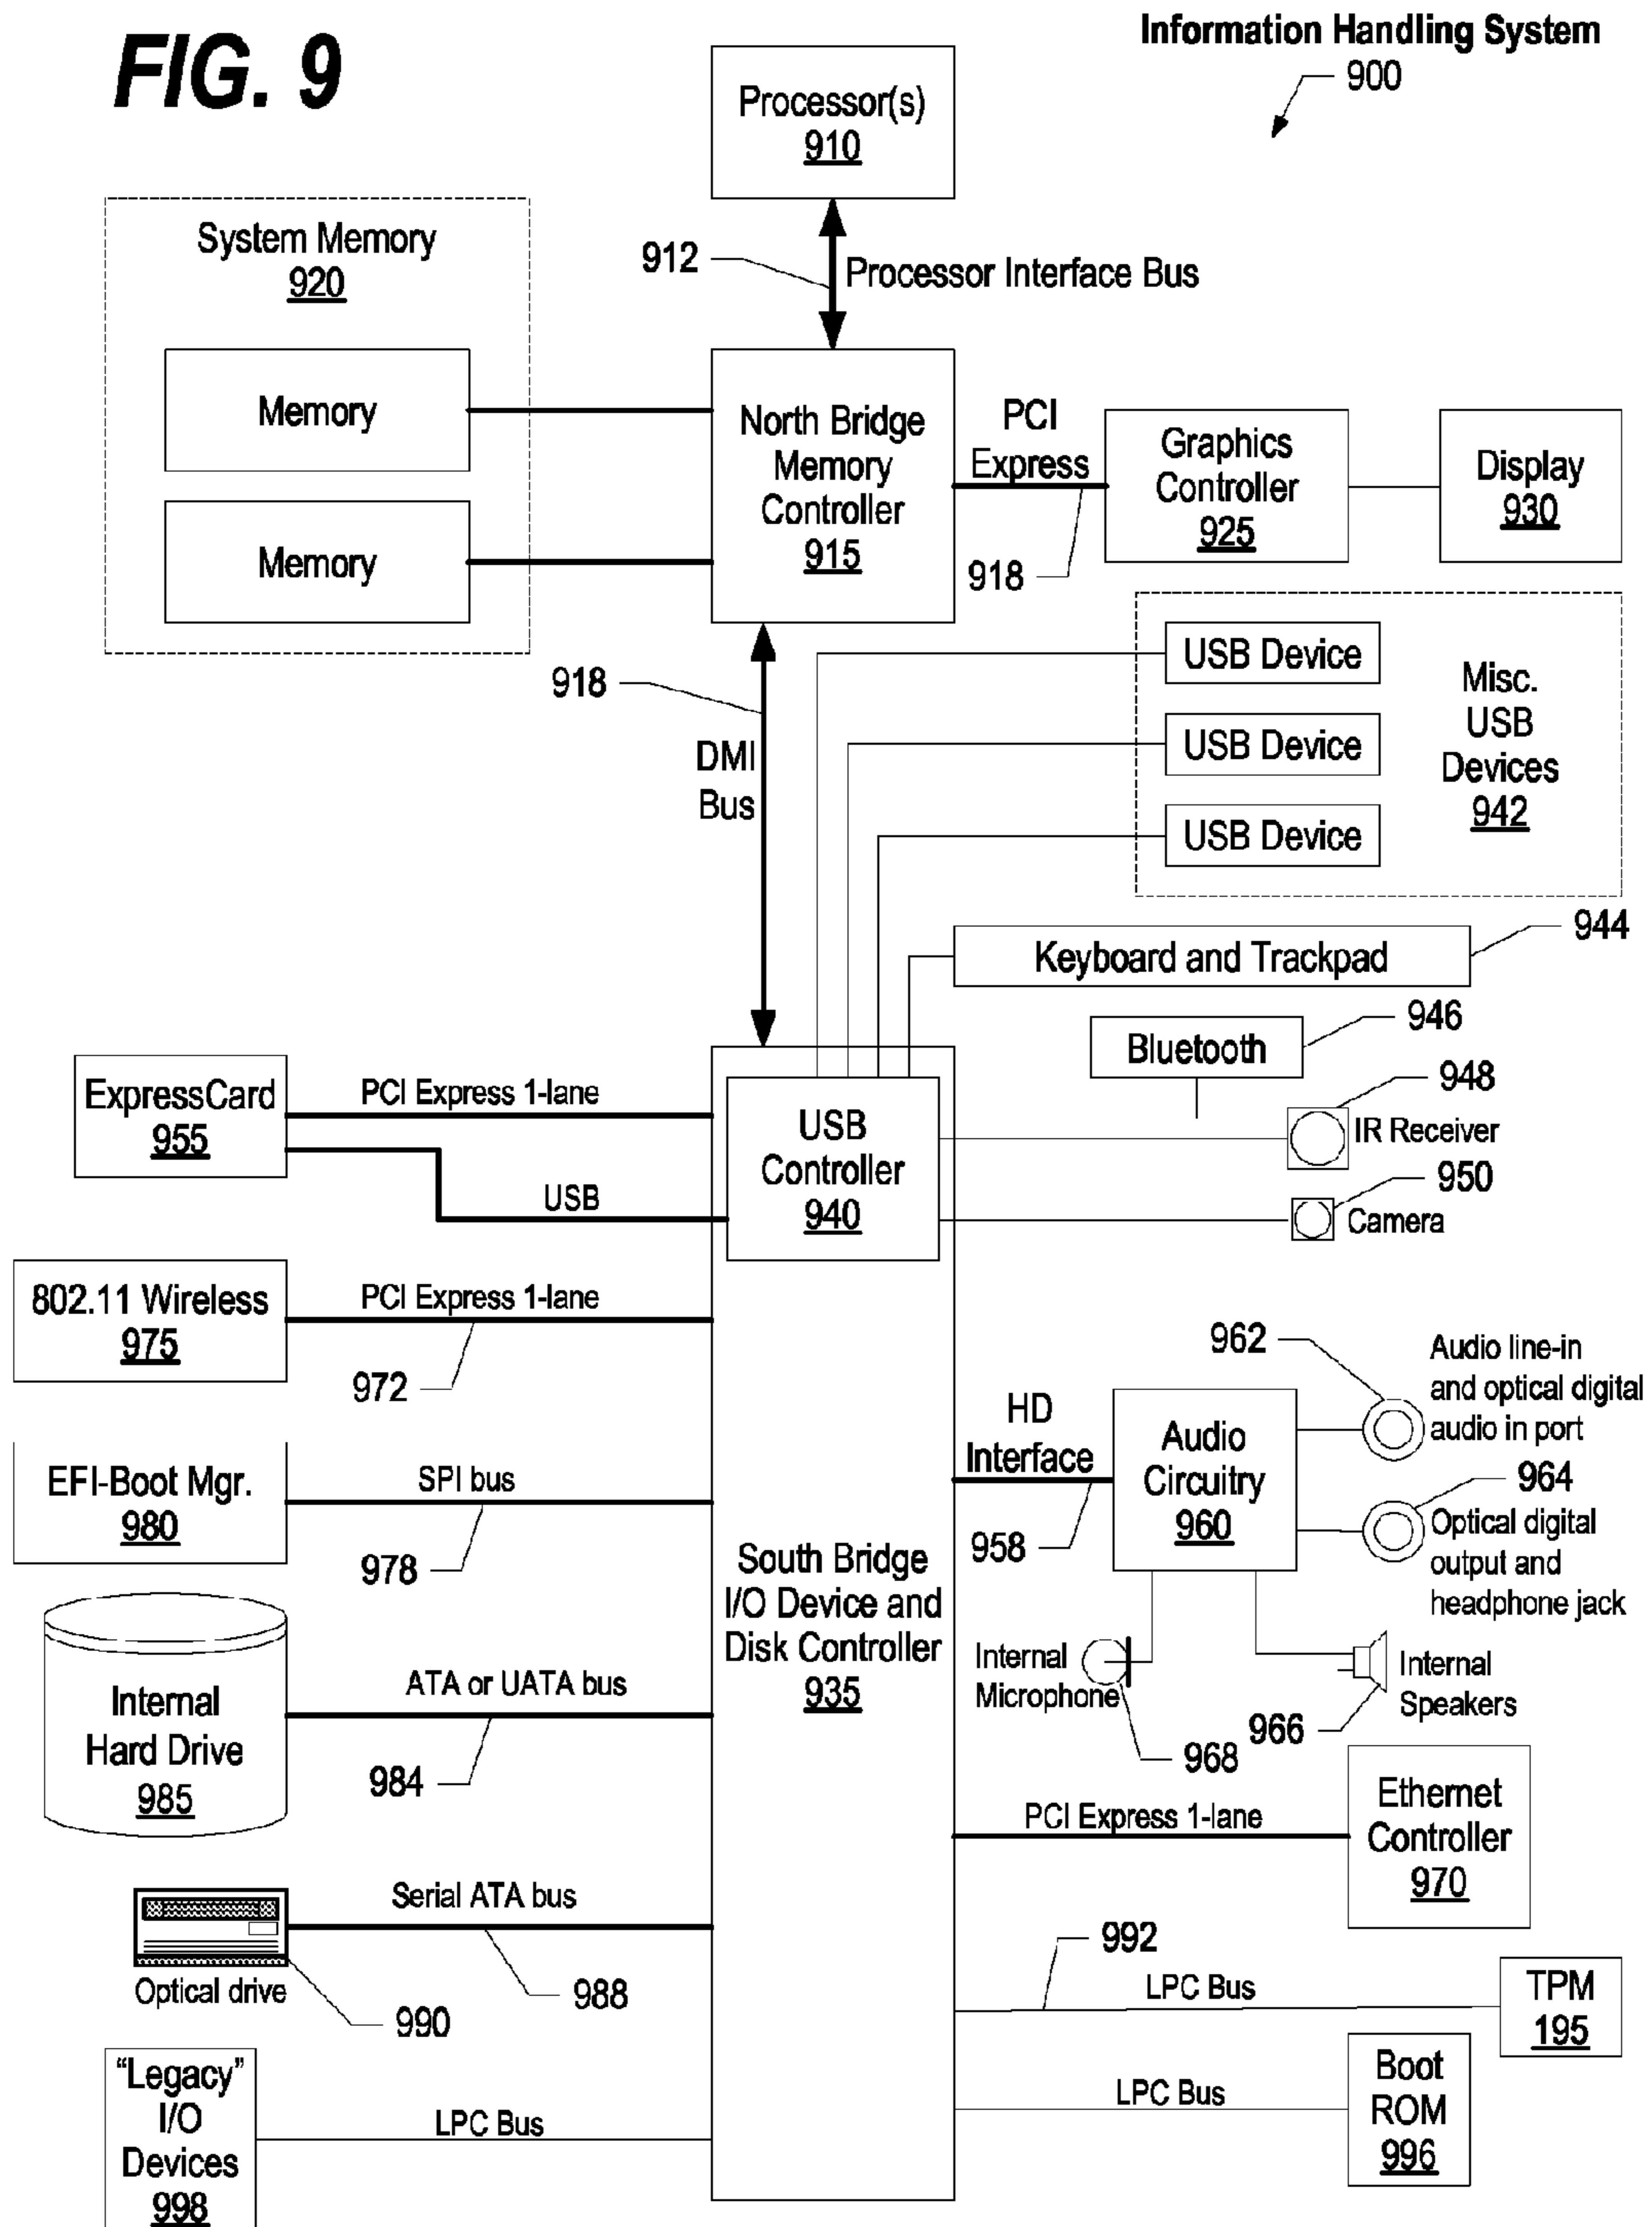 FIG. 9
Information Handling System
900
Processor(s)
910
System Memory
920
912
Processor Interface Bus
Memory
Memory
North Bridge
Memory
Controller
915
PCI
Express
918
Graphics
Controller
925
Display
930
918
DMI
Bus
USB Device
USB Device
USB Device
Misc.
USB
Devices
942
944
Keyboard and Trackpad
946
Bluetooth
948
IR Receiver
950
Camera
ExpressCard
955
PCI Express 1-lane
USB
USB
Controller
940
802.11 Wireless
975
PCI Express 1-lane
972
962
Audio line-in
and optical digital
audio in port
HD
Interface
958
Audio
Circuitry
960
964
Optical digital
output and
headphone jack
EFI-Boot Mgr.
980
SPI bus
978
South Bridge
I/O Device and
Disk Controller
935
Internal
Microphone
968
Internal
Speakers
966
Internal
Hard Drive
985
ATA or UATA bus
984
PCI Express 1-lane
Ethernet
Controller
970
Serial ATA bus
988
Optical drive
990
992
LPC Bus
TPM
195
LPC Bus
Boot
ROM
996
“Legacy”
I/O
Devices
998
LPC Bus